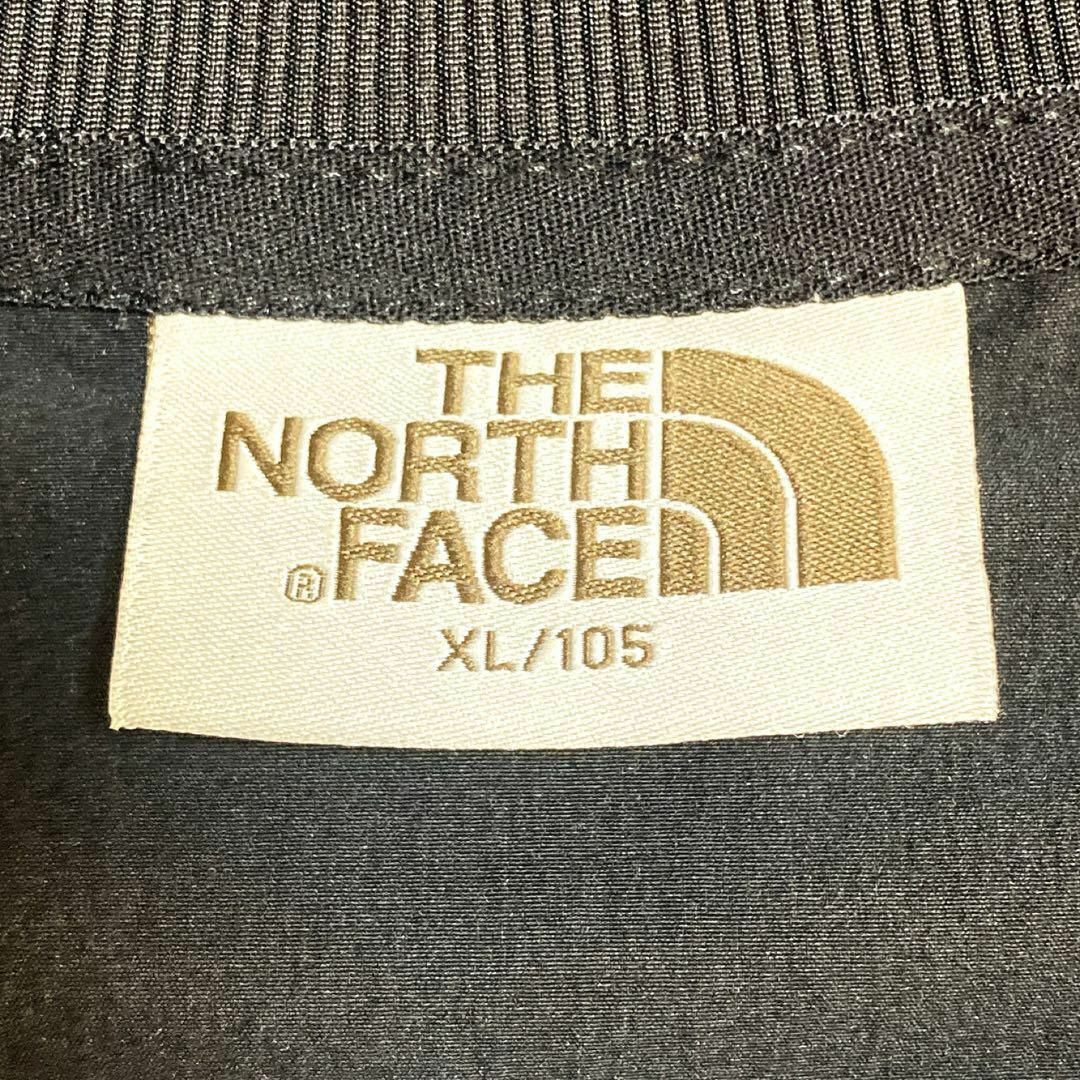 THE
NORTH
®FACE
XL/105